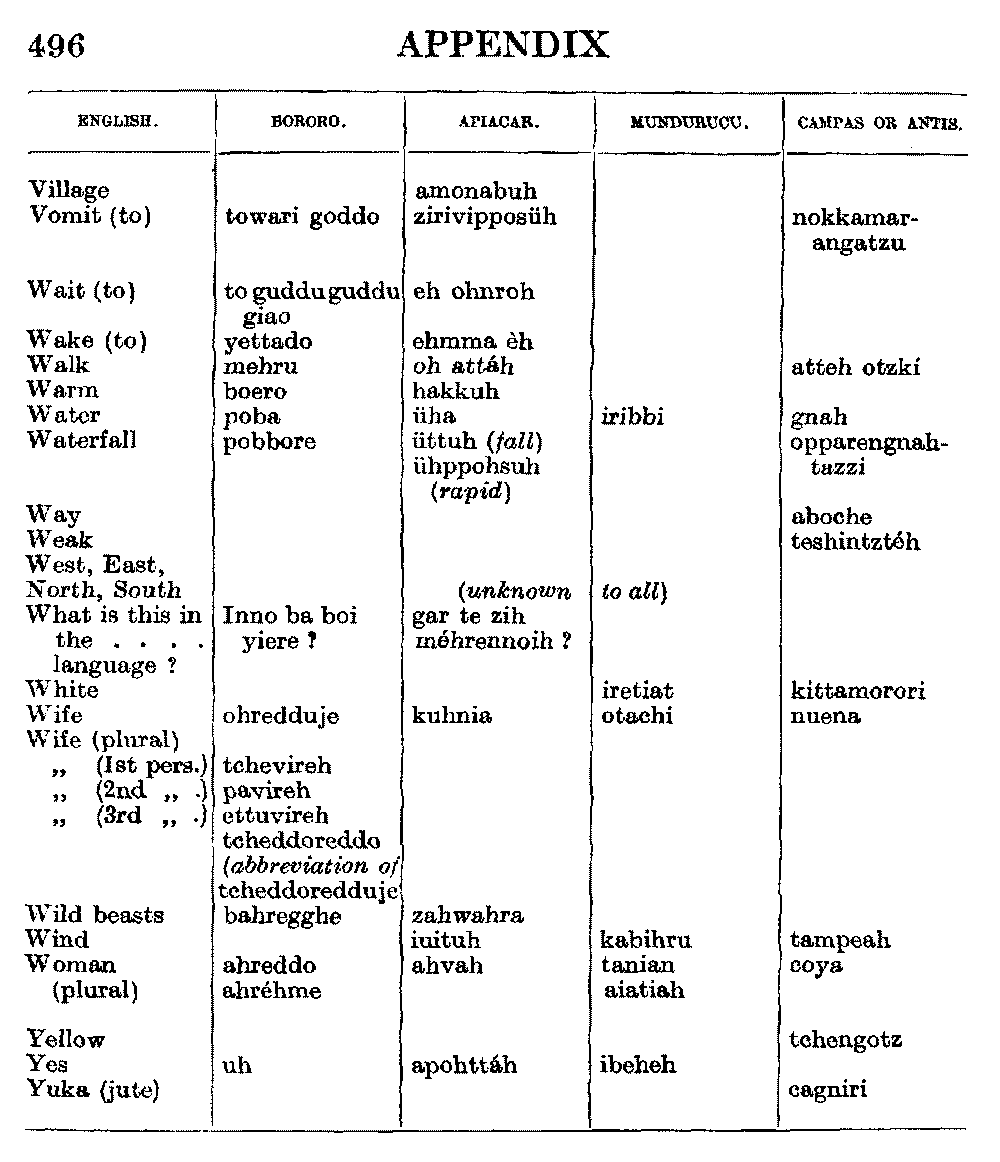 496 APPENDIX
ENGLISH. BORORO. APIACAR. MUNDURUCU. CAMPAS OR ANTIS.
Village amonabuh
Vomit (to) towari goddo zirivipposüh nokkamar-
angatzu
Wait (to) to gudduguddu eh ohnroh
giao
Wake (to) yettado ehmma èh
Walk mehru oh attáh atteh otzki
Warm boero hakkuh
Water poba üha iribbi gnah
Waterfall pobbore üttuh (fall) opparengnah-
ühppohsuh tazzi
(rapid)
Way aboche
Weak teshintztéh
West, East,
North, South (unknown to all)
What is this in Inno ba boi gar te zih
the . . . . yiere ? méhrennoih ?
language ?
White iretiat kittamorori
Wife ohredduje kuhnia otachi nuena
Wife (plural)
„ (1st pers.) tchevireh
„ (2nd „ .) pavireh
„ (3rd „ .) ettuvireh
tcheddoreddo
(abbreviation of
tcheddoredduje
Wild beasts bahregghe zahwahra
Wind iuituh kabihru tampeah
Woman ahreddo ahvah tanian coya
(plural) ahréhme aiatiah
Yellow tchengotz
Yes uh apohttáh ibeheh
Yuka (jute) cagniri